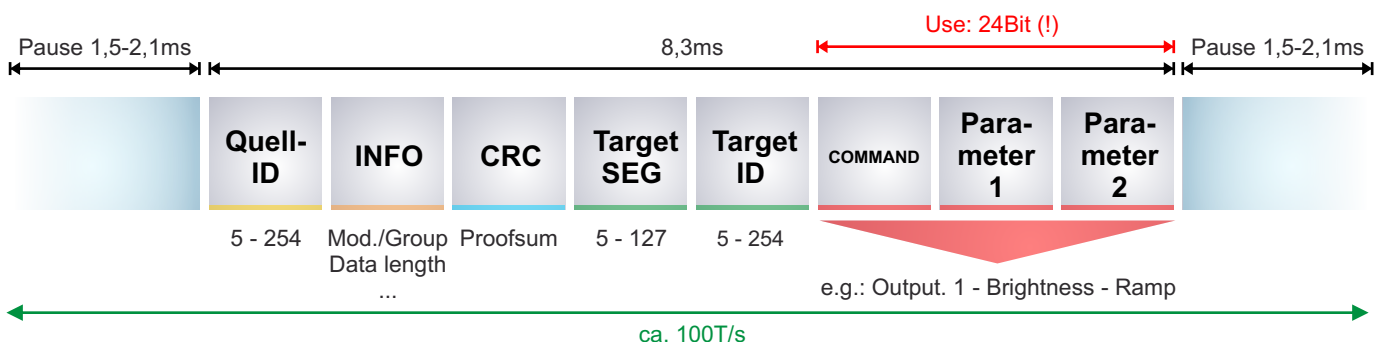 Use: 24Bit (!)
Pause 1,5-2,1ms
8,3ms
Pause 1,5-2,1ms
Quell-
ID
INFO
CRC
Target
SEG
Target
ID
COMMAND
Para-
meter
1
Para-
meter
2
5 - 254
Mod./Group
Data length
...
Proofsum
5 - 127
5 - 254
e.g.: Output. 1 - Brightness - Ramp
ca. 100T/s